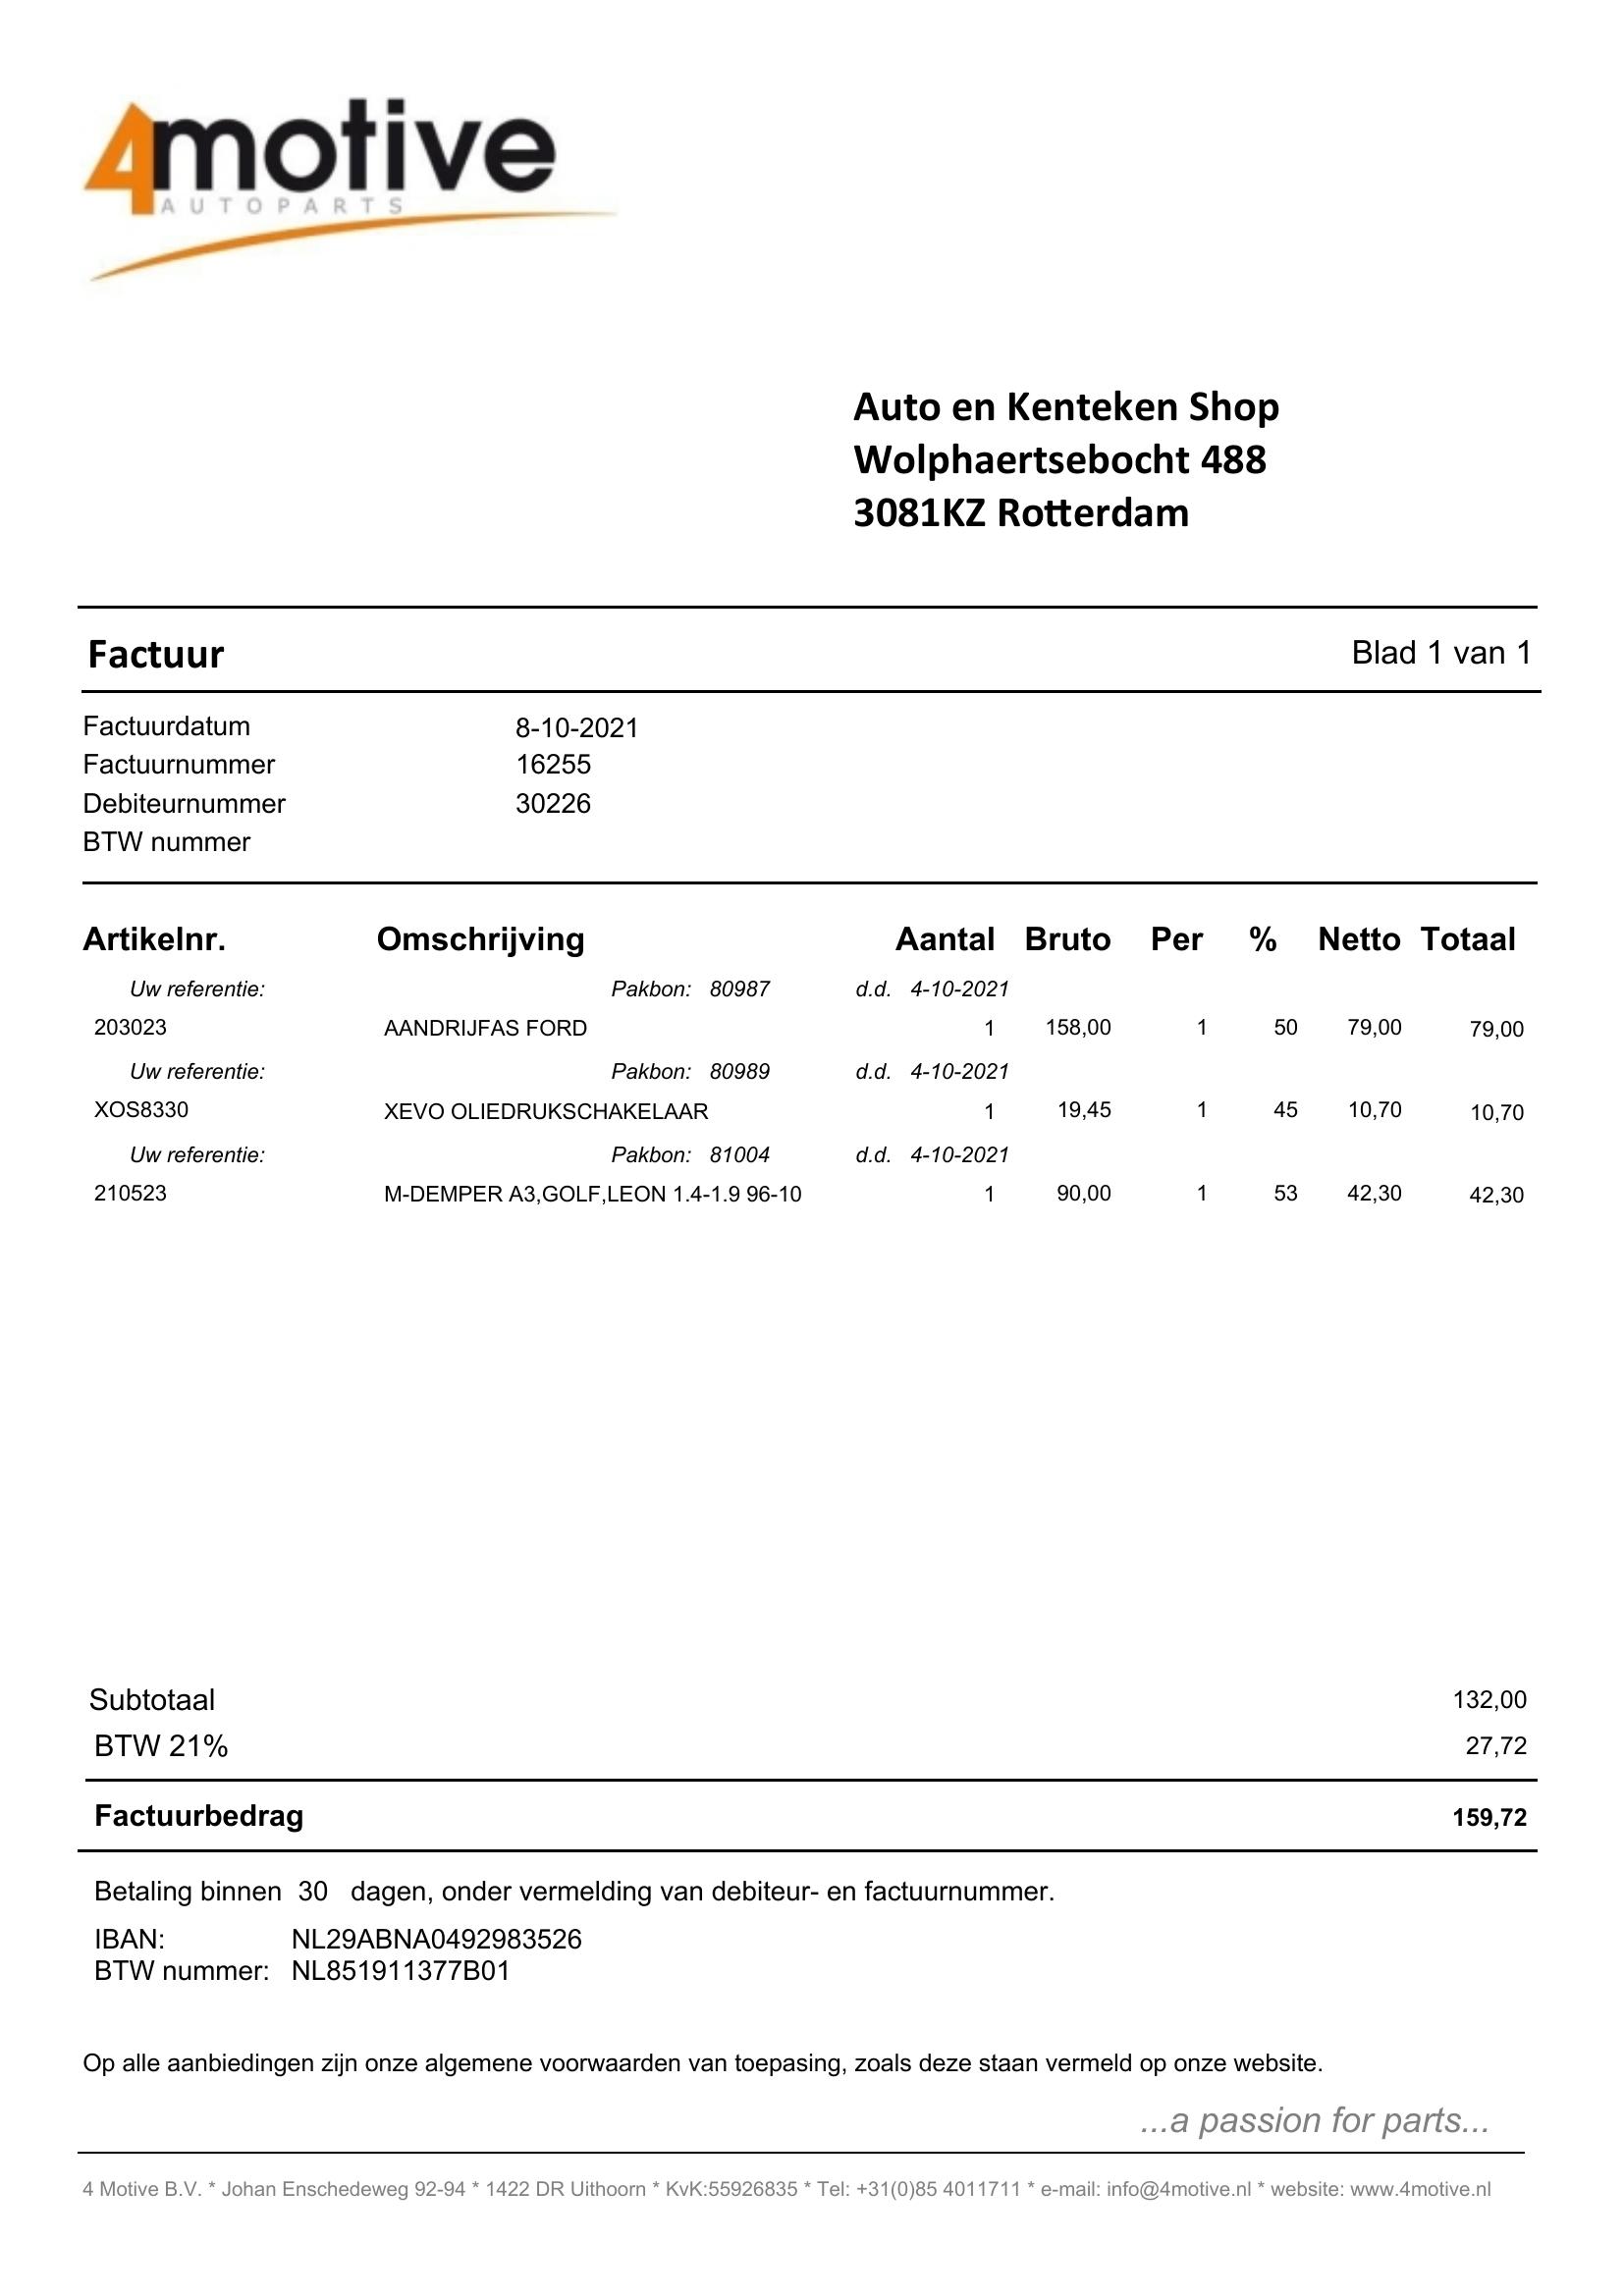 4motive
AUTOPARTS
Auto en Kenteken Shop
Wolphaertsebocht 488
3081KZ Rotterdam
Factuur Blad 1 van 1
Factuurdatum 8-10-2021
Factuurnummer 16255
Debiteurnummer 30226
BTW nummer
Artikelnr. Omschrijving Aantal Bruto Per % Netto Totaal
Uw referentie: Pakbon: 80987 d.d. 4-10-2021
203023 AANDRIJFAS FORD 1 158,00 1 50 79,00 79,00
Uw referentie: Pakbon: 80989 d.d. 4-10-2021
XOS8330 XEVO OLIEDRUKSCHAKELAAR 1 19,45 1 45 10,70 10,70
Uw referentie: Pakbon: 81004 d.d. 4-10-2021
210523 M-DEMPER A3,GOLF,LEON 1.4-1.9 96-10 1 90,00 1 53 42,30 42,30
Subtotaal 132,00
BTW 21% 27,72
Factuurbedrag 159,72
Betaling binnen 30 dagen, onder vermelding van debiteur- en factuurnummer.
IBAN: NL29ABNA0492983526
BTW nummer: NL851911377B01
Op alle aanbiedingen zijn onze algemene voorwaarden van toepasing, zoals deze staan vermeld op onze website.
...a passion for parts...
4 Motive B.V. * Johan Enschedeweg 92-94 * 1422 DR Uithoorn * KvK:55926835 * Tel: +31(0)85 4011711 * e-mail: info@4motive.nl * website: www.4motive.nl